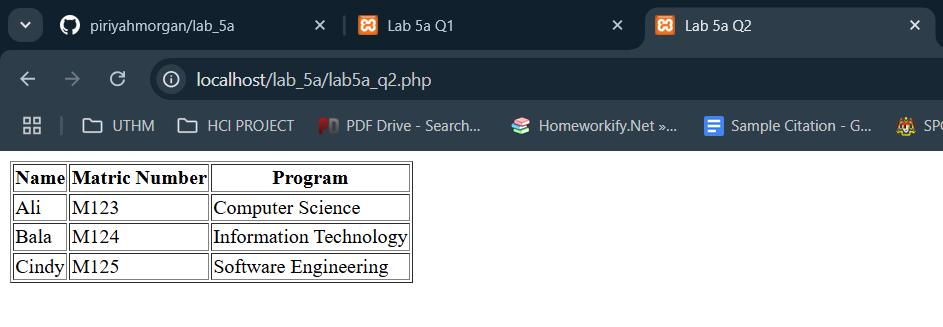 piriyahmorgan/lab_5a Lab 5a Q1 Lab 5a Q2
localhost/lab_5a/lab5a_q2.php
UTHM HCI PROJECT PDF Drive - Search... Homeworkify.Net »... Sample Citation - G... SPC
Name Matric Number Program
Ali M123 Computer Science
Bala M124 Information Technology
Cindy M125 Software Engineering